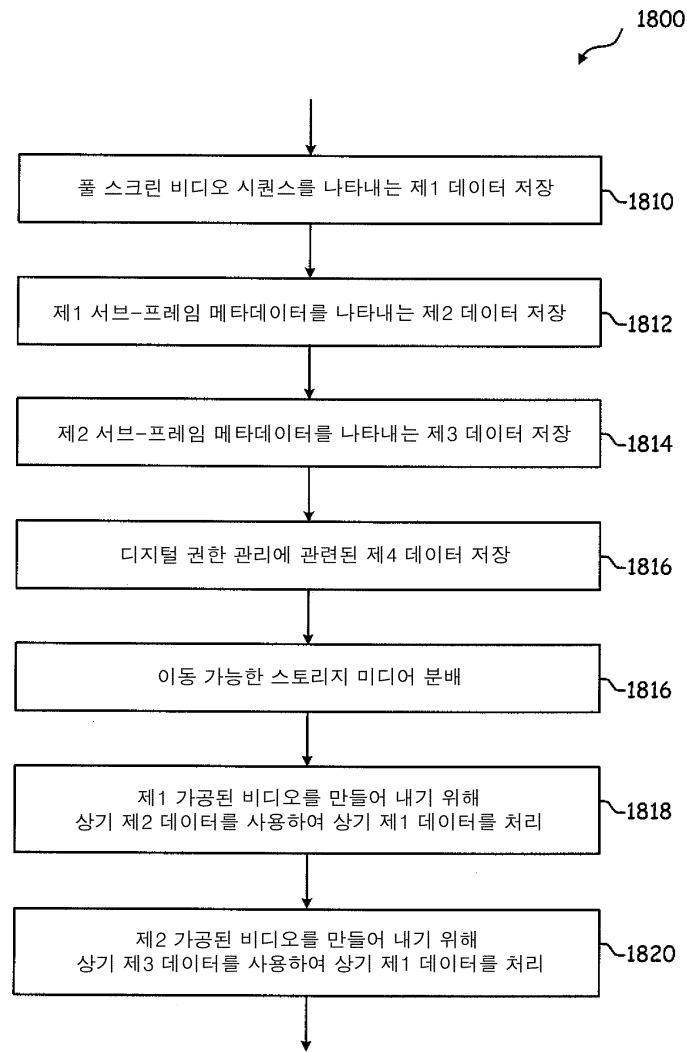 1800
풀 스크린 비디오 시퀀스를 나타내는 제1 데이터 저장
1810
제1 서브-프레임 메타데이터를 나타내는 제2 데이터 저장
1812
제2 서브-프레임 메타데이터를 나타내는 제3 데이터 저장
1814
디지털 권한 관리에 관련된 제4 데이터 저장
1816
이동 가능한 스토리지 미디어 분배
1816
제1 가공된 비디오를 만들어 내기 위해
상기 제2 데이터를 사용하여 상기 제1 데이터를 처리
1818
제2 가공된 비디오를 만들어 내기 위해
상기 제3 데이터를 사용하여 상기 제1 데이터를 처리
1820